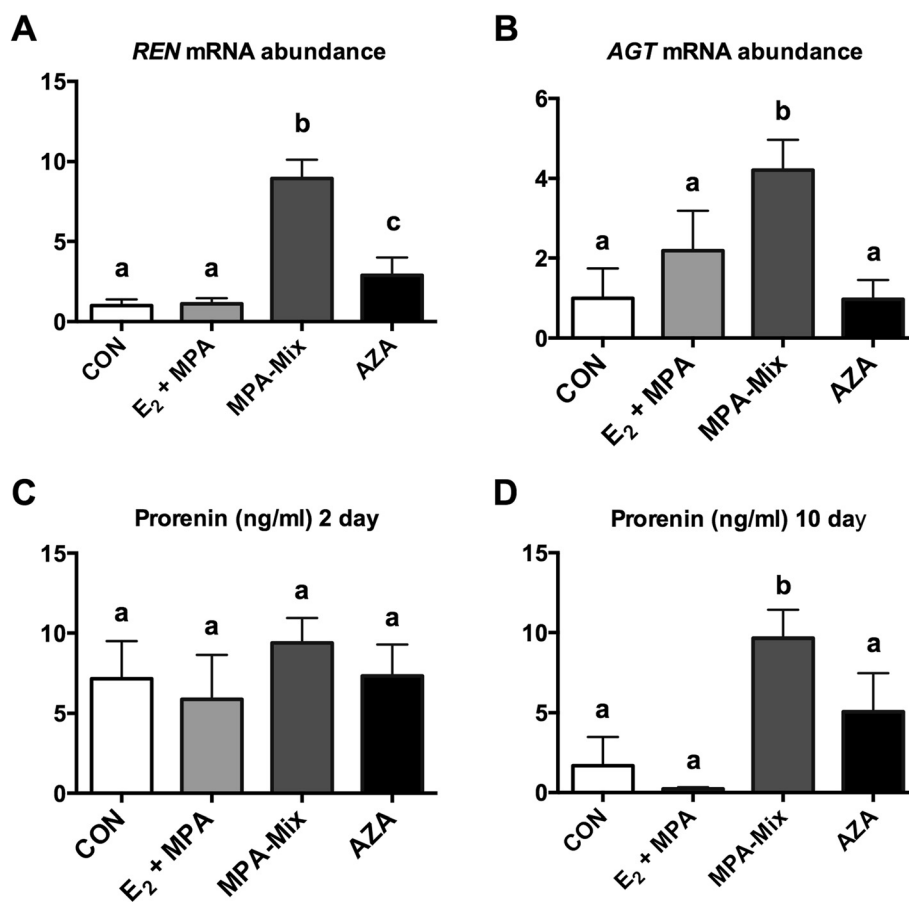 A
REN mRNA abundance
15
10
5
0
a
a
b
c
CON
E₂ + MPA
MPA-Mix
AZA
B
AGT mRNA abundance
6
4
2
0
a
a
b
a
CON
E₂ + MPA
MPA-Mix
AZA
C
Prorenin (ng/ml) 2 day
15
10
5
0
a
a
a
a
CON
E₂ + MPA
MPA-Mix
AZA
D
Prorenin (ng/ml) 10 day
15
10
5
0
a
a
b
a
CON
E₂ + MPA
MPA-Mix
AZA